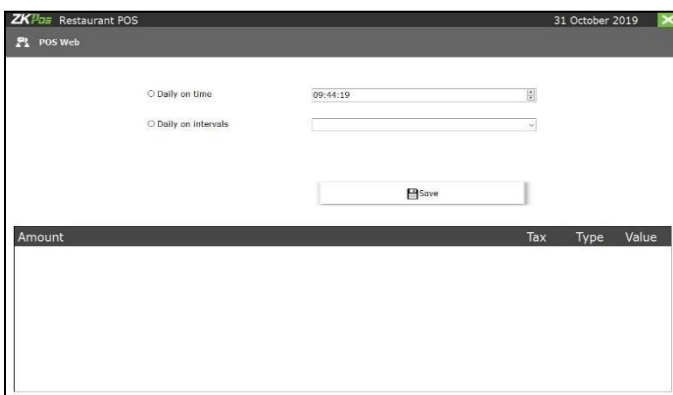 ZKPos Restaurant POS 31 October 2019
POS Web
Daily on time 09:44:19
Daily on intervals
Save
Amount Tax Type Value